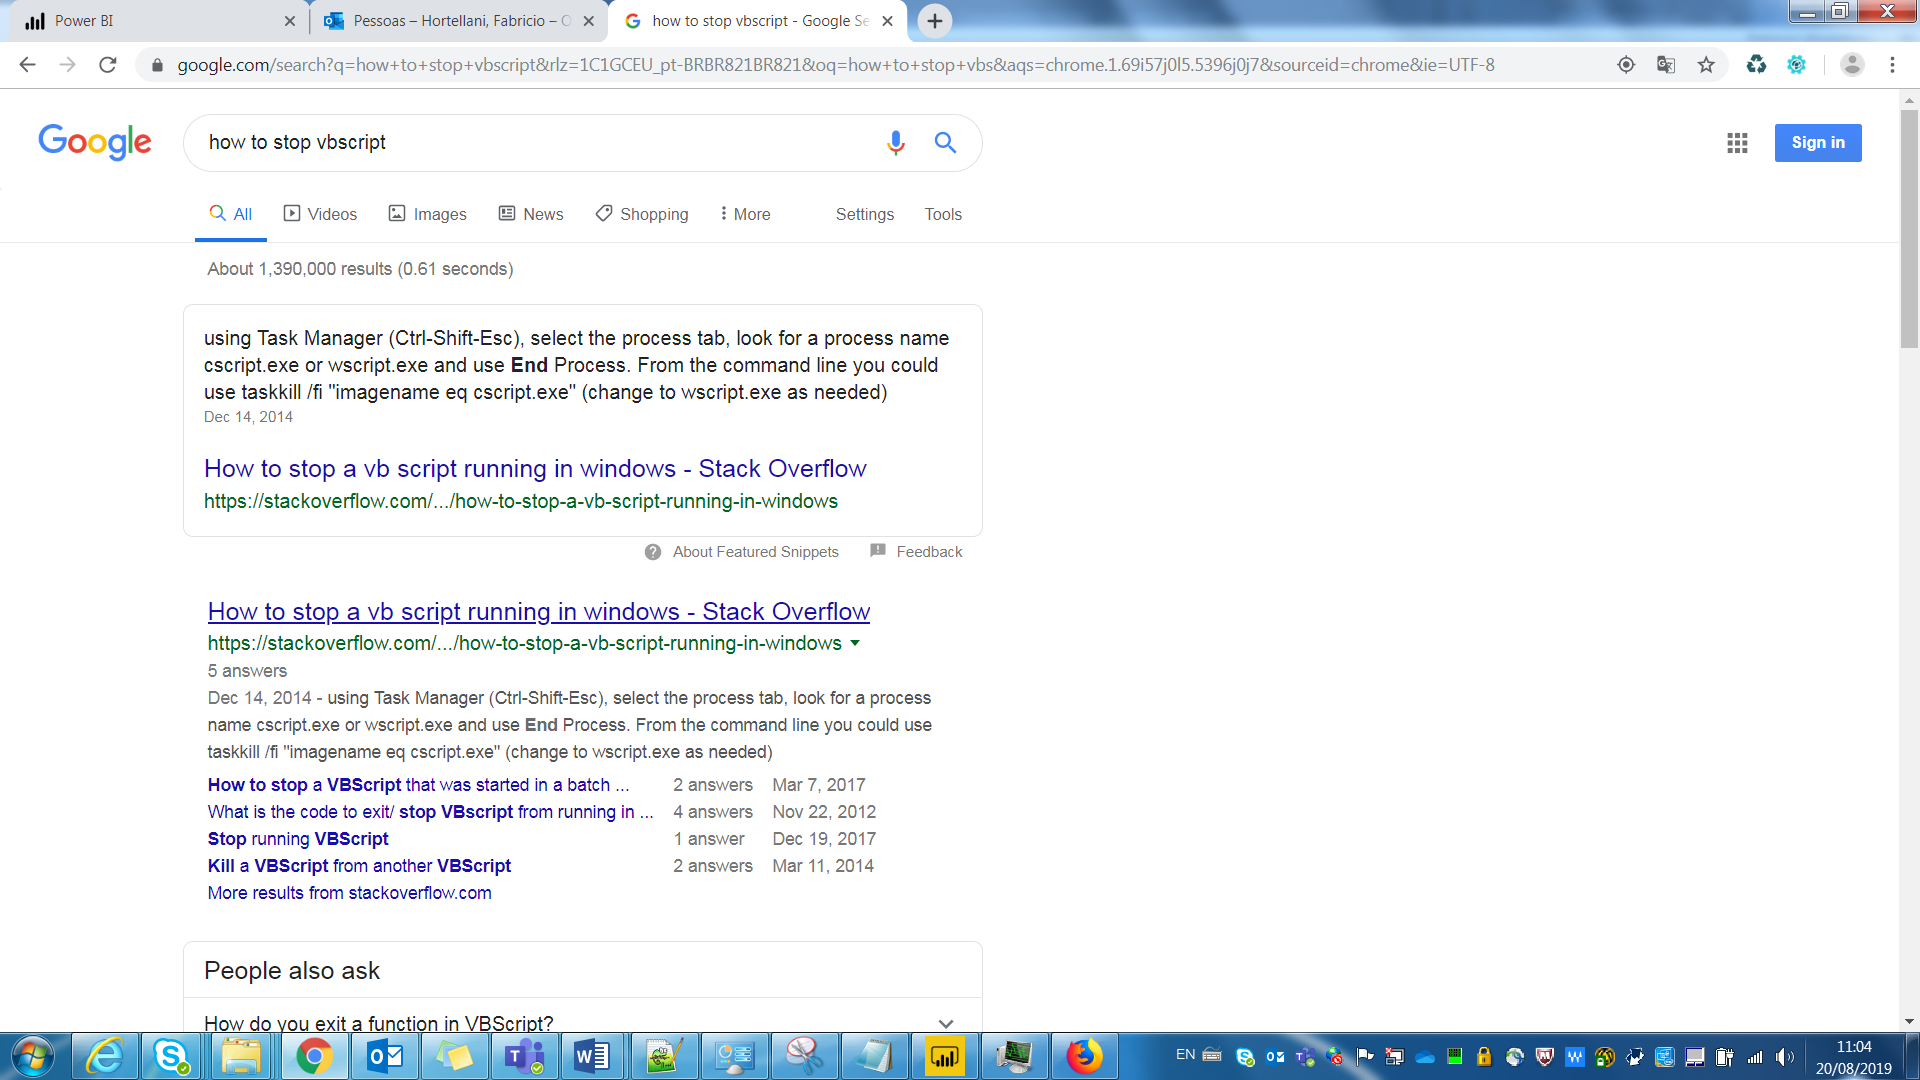 Power BI
Pessoas – Hortellani, Fabricio – O
how to stop vbscript - Google Se
google.com/search?q=how+to+stop+vbscript&rlz=1C1GCEU_pt-BRBR821BR821&oq=how+to+stop+vbs&aqs=chrome.1.69i57j0l5.5396j0j7&sourceid=chrome&ie=UTF-8
Google
how to stop vbscript
Sign in
All Videos Images News Shopping More Settings Tools
About 1,390,000 results (0.61 seconds)
using Task Manager (Ctrl-Shift-Esc), select the process tab, look for a process name
cscript.exe or wscript.exe and use End Process. From the command line you could
use taskkill /fi "imagename eq cscript.exe" (change to wscript.exe as needed)
Dec 14, 2014
How to stop a vb script running in windows - Stack Overflow
https://stackoverflow.com/.../how-to-stop-a-vb-script-running-in-windows
About Featured Snippets Feedback
How to stop a vb script running in windows - Stack Overflow
https://stackoverflow.com/.../how-to-stop-a-vb-script-running-in-windows
5 answers
Dec 14, 2014 - using Task Manager (Ctrl-Shift-Esc), select the process tab, look for a process
name cscript.exe or wscript.exe and use End Process. From the command line you could use
taskkill /fi "imagename eq cscript.exe" (change to wscript.exe as needed)
How to stop a VBScript that was started in a batch ... 2 answers Mar 7, 2017
What is the code to exit/ stop VBscript from running in ... 4 answers Nov 22, 2012
Stop running VBScript 1 answer Dec 19, 2017
Kill a VBScript from another VBScript 2 answers Mar 11, 2014
More results from stackoverflow.com
People also ask
How do you exit a function in VBScript?
EN
11:04
20/08/2019